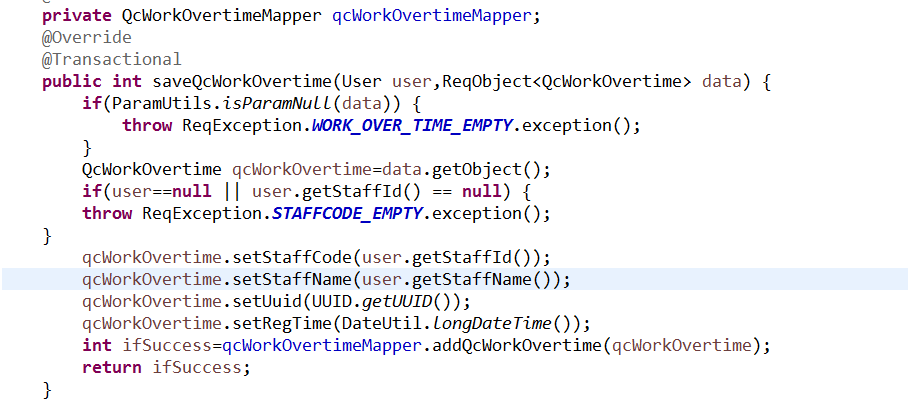 private QcWorkOvertimeMapper qcWorkOvertimeMapper;
@Override
@Transactional
public int saveQcWorkOvertime(User user,ReqObject<QcWorkOvertime> data) {
if(ParamUtils.isParamNull(data)) {
throw ReqException.WORK_OVER_TIME_EMPTY.exception();
}
QcWorkOvertime qcWorkOvertime=data.getObject();
if(user==null || user.getStaffId() == null) {
throw ReqException.STAFFCODE_EMPTY.exception();
}
qcWorkOvertime.setStaffCode(user.getStaffId());
qcWorkOvertime.setStaffName(user.getStaffName());
qcWorkOvertime.setUuid(UUID.getUUID());
qcWorkOvertime.setRegTime(DateUtil.longDateTime());
int ifSuccess=qcWorkOvertimeMapper.addQcWorkOvertime(qcWorkOvertime);
return ifSuccess;
}